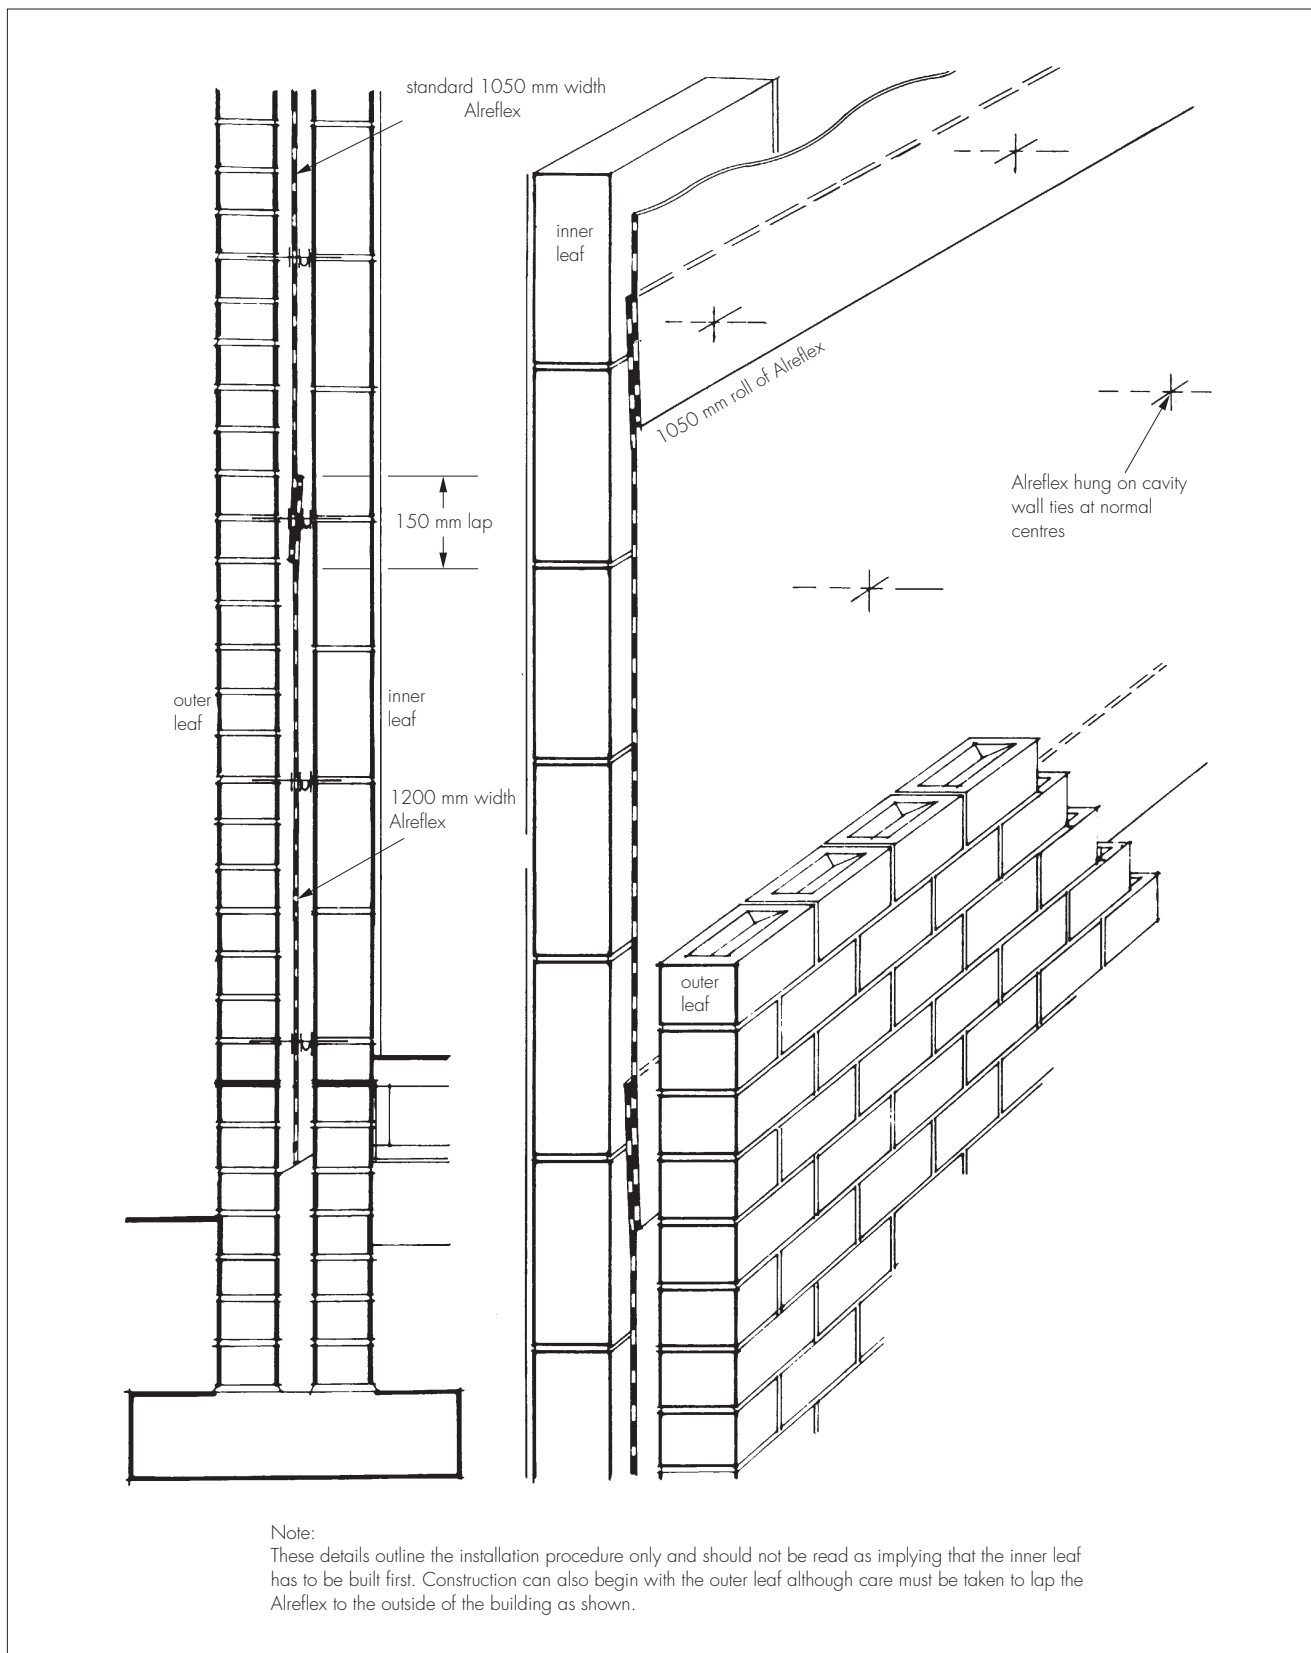 standard 1050 mm width
Alreflex
inner
leaf
1050 mm roll of Alreflex
Alreflex hung on cavity
wall ties at normal
centres
150 mm lap
outer
leaf
inner
leaf
1200 mm width
Alreflex
outer
leaf
Note:
These details outline the installation procedure only and should not be read as implying that the inner leaf
has to be built first. Construction can also begin with the outer leaf although care must be taken to lap the
Alreflex to the outside of the building as shown.